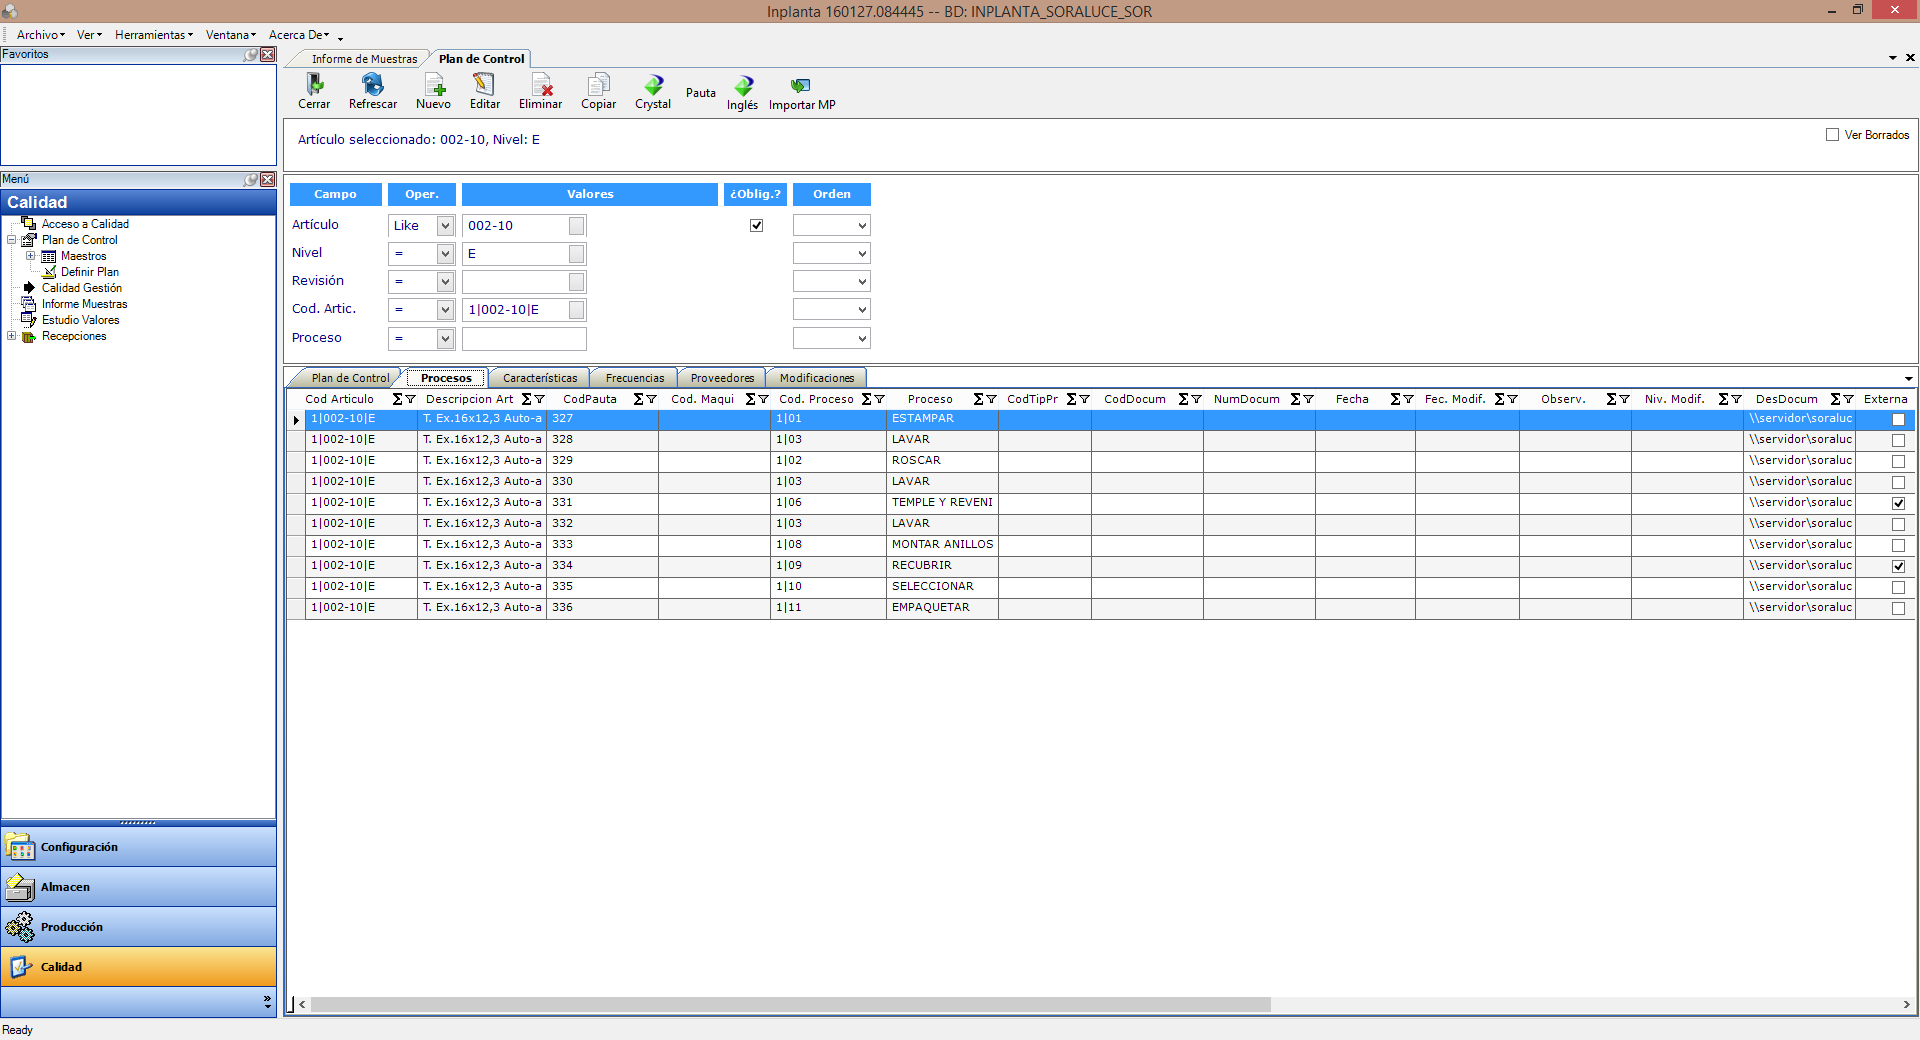 Inplanta 160127.084445 -- BD: INPLANTA_SORALUCE_SOR
Archivo Ver Herramientas Ventana Acerca De
Favoritos
Menú
Calidad
Acceso a Calidad
Plan de Control
Maestros
Definir Plan
Calidad Gestión
Informe Muestras
Estudio Valores
Recepciones
Configuración
Almacen
Producción
Calidad
Ready
Informe de Muestras Plan de Control
Cerrar Refrescar Nuevo Editar Eliminar Copiar Crystal Pauta Inglés Importar MP
Artículo seleccionado: 002-10, Nivel: E
Ver Borrados
Campo Oper. Valores ¿Oblig.? Orden
Artículo Like 002-10
Nivel = E
Revisión =
Cod. Artic. = 1|002-10|E
Proceso =
Plan de Control Procesos Características Frecuencias Proveedores Modificaciones
Cod Articulo Descripcion Art CodPauta Cod. Maqui Cod. Proceso Proceso CodTipPr CodDocum NumDocum Fecha Fec. Modif. Observ. Niv. Modif. DesDocum Externa
1|002-10|E T. Ex.16x12,3 Auto-a 327 1|01 ESTAMPAR \\servidor\soraluc
1|002-10|E T. Ex.16x12,3 Auto-a 328 1|03 LAVAR \\servidor\soraluc
1|002-10|E T. Ex.16x12,3 Auto-a 329 1|02 ROSCAR \\servidor\soraluc
1|002-10|E T. Ex.16x12,3 Auto-a 330 1|03 LAVAR \\servidor\soraluc
1|002-10|E T. Ex.16x12,3 Auto-a 331 1|06 TEMPLE Y REVENI \\servidor\soraluc
1|002-10|E T. Ex.16x12,3 Auto-a 332 1|03 LAVAR \\servidor\soraluc
1|002-10|E T. Ex.16x12,3 Auto-a 333 1|08 MONTAR ANILLOS \\servidor\soraluc
1|002-10|E T. Ex.16x12,3 Auto-a 334 1|09 RECUBRIR \\servidor\soraluc
1|002-10|E T. Ex.16x12,3 Auto-a 335 1|10 SELECCIONAR \\servidor\soraluc
1|002-10|E T. Ex.16x12,3 Auto-a 336 1|11 EMPAQUETAR \\servidor\soraluc